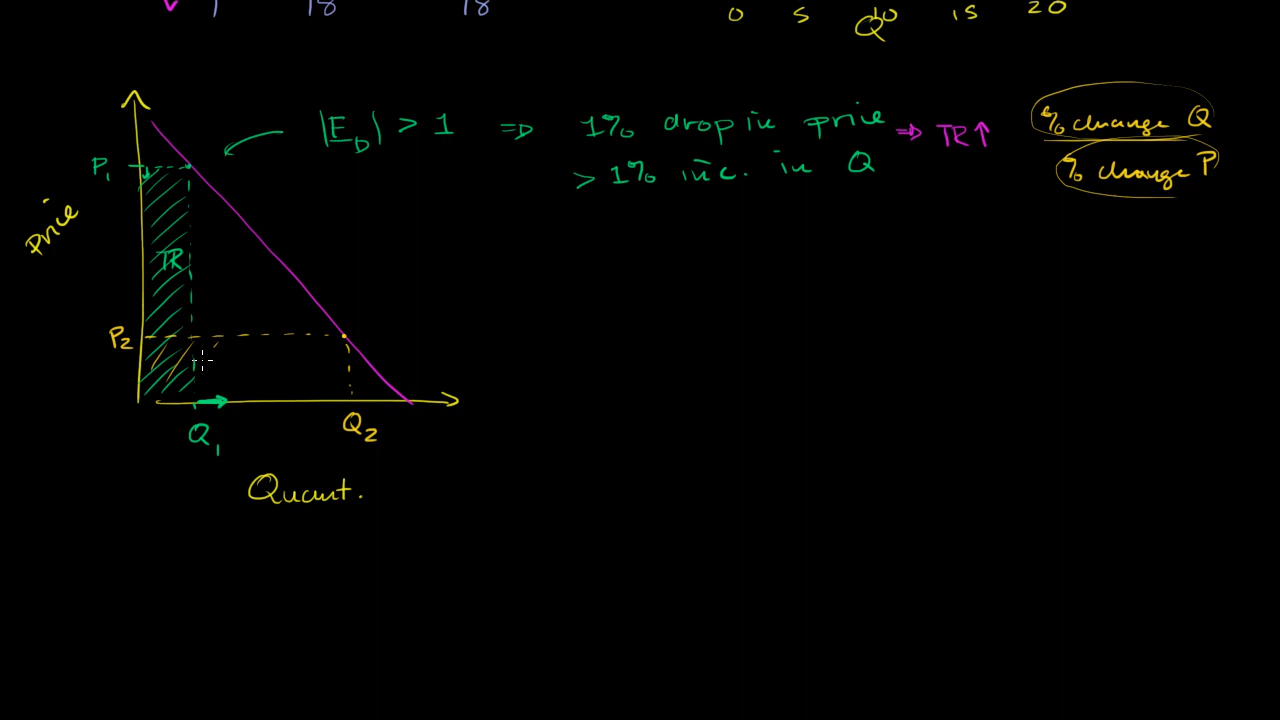 1 18 18
0 5 10 15 20
Q
|E_D| > 1 ⇒ 1% drop in price ⇒ TR↑
> 1% inc. in Q
% change Q
% change P
P₁
Price
TR
P₂
Q₁
Q₂
Quant.